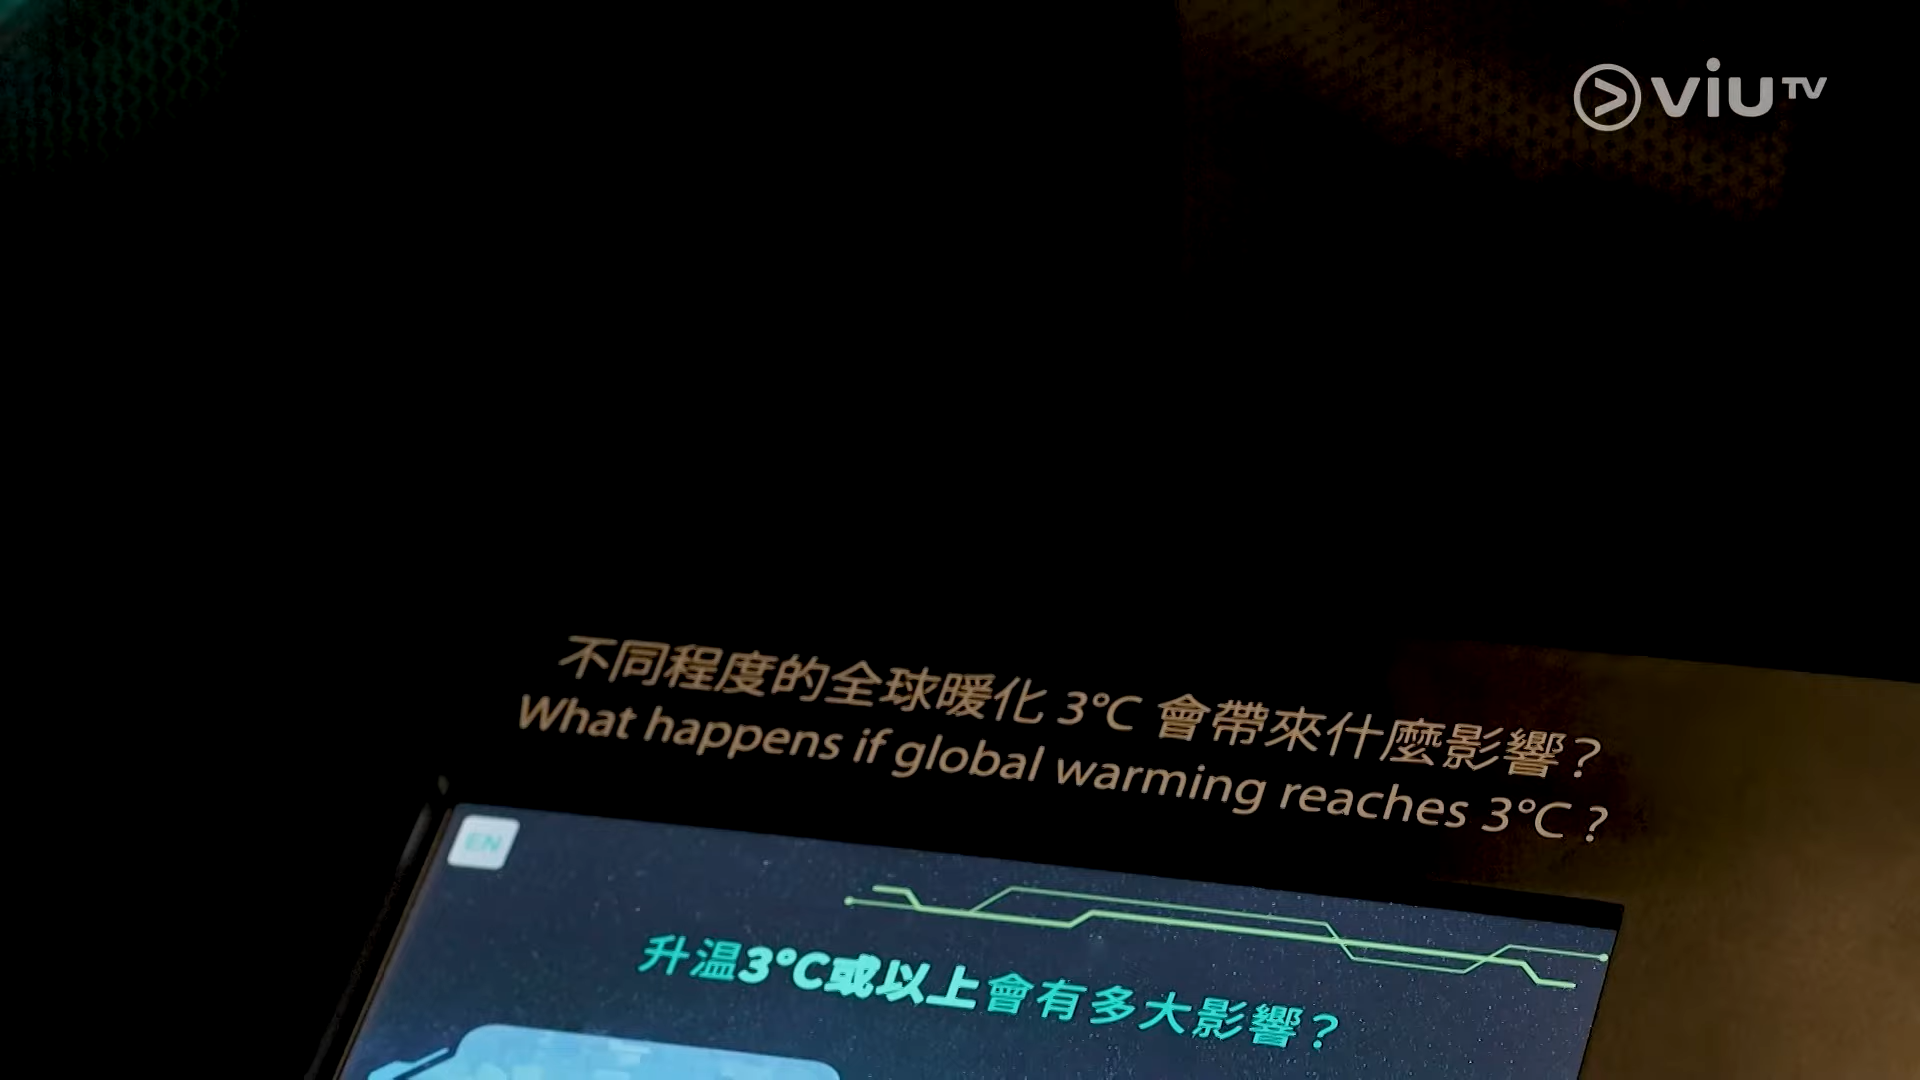 viuTV
不同程度的全球暖化 3°C 會帶來什麼影響？
What happens if global warming reaches 3°C ?
EN
升温3°C或以上會有多大影響？